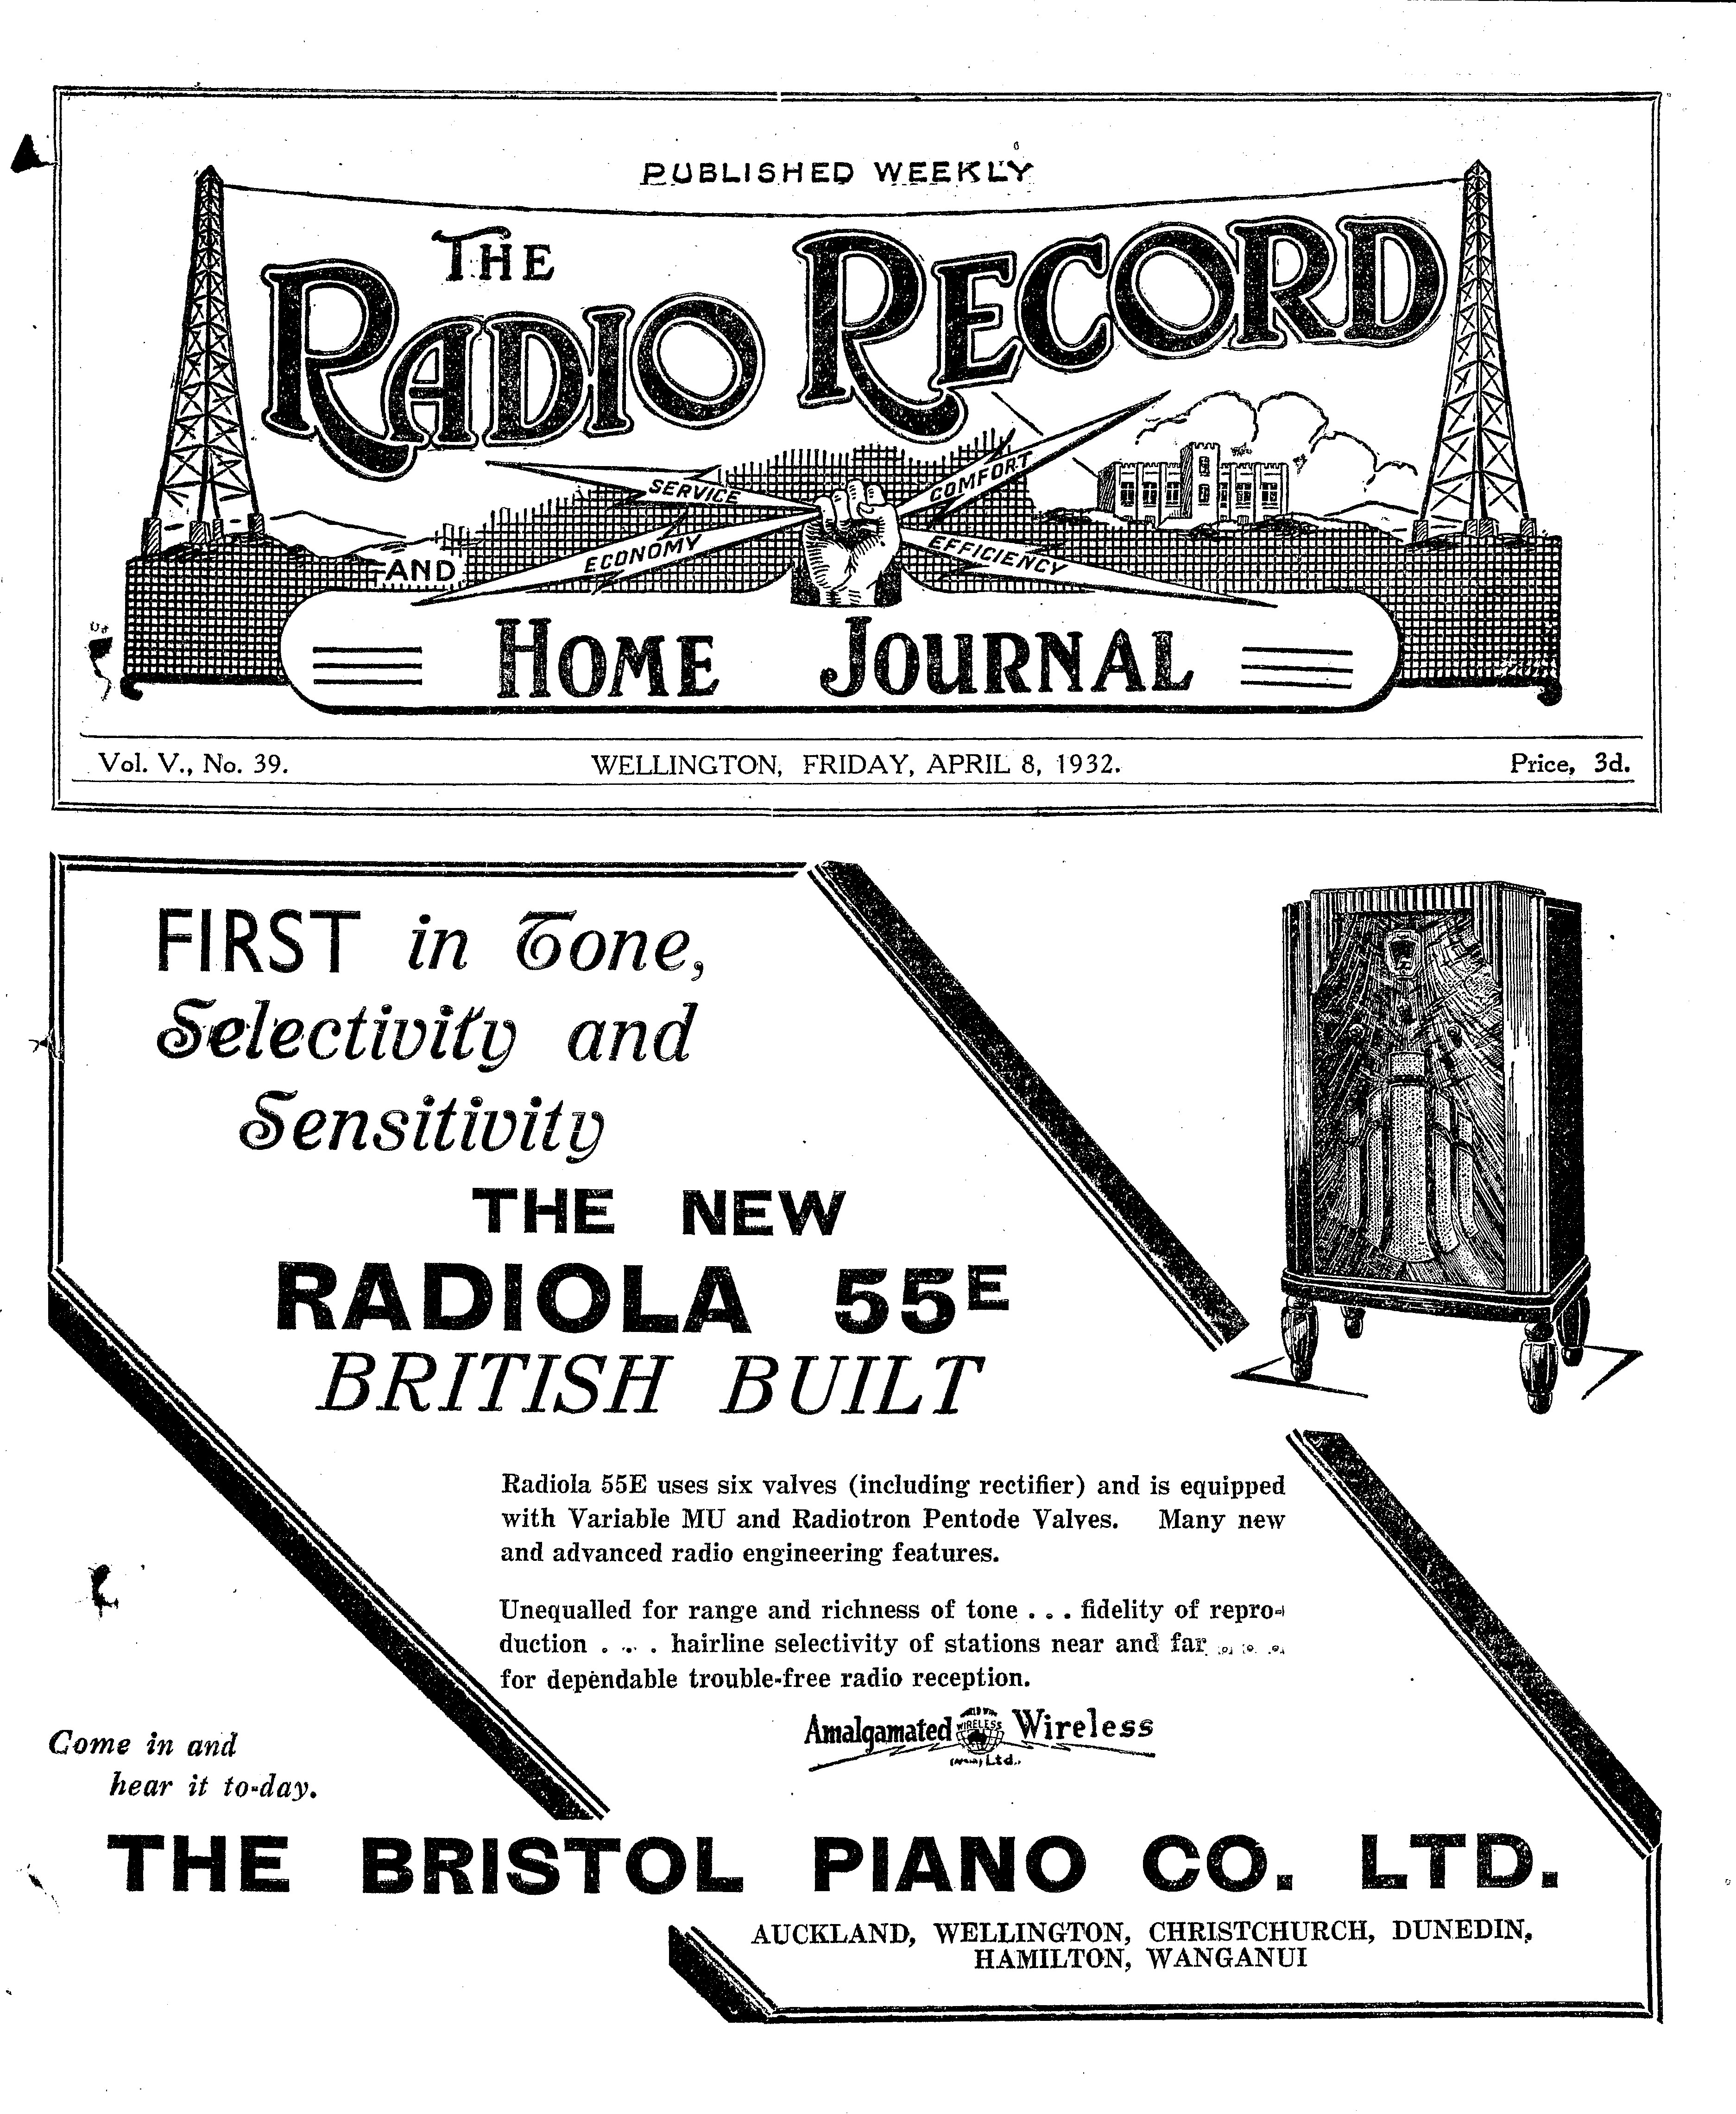 PUBLISHED WEEKLY
THE
RADIO RECORD
SERVICE
COMFORT
ECONOMY
EFFICIENCY
AND
HOME JOURNAL
Vol. V., No. 39. WELLINGTON, FRIDAY, APRIL 8, 1932. Price, 3d.
FIRST in Tone,
Selectivity and
Sensitivity
THE NEW
RADIOLA 55E
BRITISH BUILT
Radiola 55E uses six valves (including rectifier) and is equipped
with Variable MU and Radiotron Pentode Valves. Many new
and advanced radio engineering features.
Unequalled for range and richness of tone . . . fidelity of repro-
duction . . . hairline selectivity of stations near and far . . .
for dependable trouble-free radio reception.
Amalgamated WIRELESS Wireless
Ltd.
Come in and
hear it to-day.
THE BRISTOL PIANO CO. LTD.
AUCKLAND, WELLINGTON, CHRISTCHURCH, DUNEDIN,
HAMILTON, WANGANUI